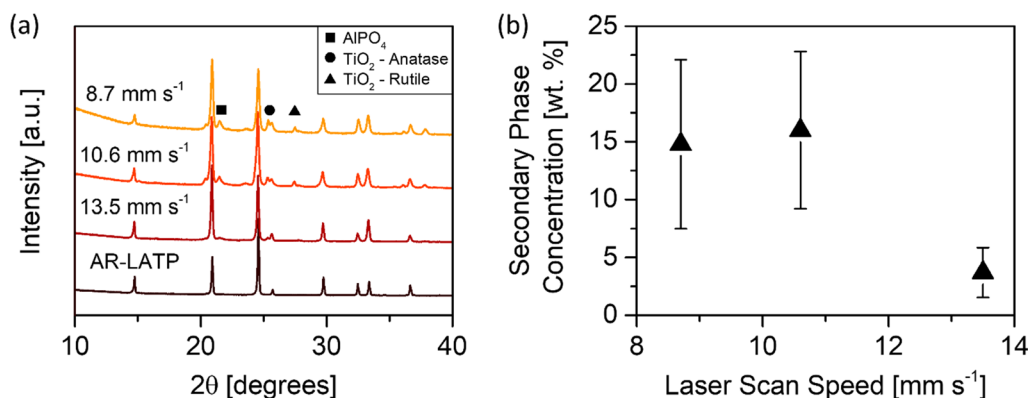 (a)
AlPO₄
TiO₂ - Anatase
TiO₂ - Rutile
8.7 mm s⁻¹
10.6 mm s⁻¹
13.5 mm s⁻¹
AR-LATP
Intensity [a.u.]
10 20 30 40
2θ [degrees]
(b)
Secondary Phase
Concentration [wt. %]
25
20
15
10
5
0
8 10 12 14
Laser Scan Speed [mm s⁻¹]